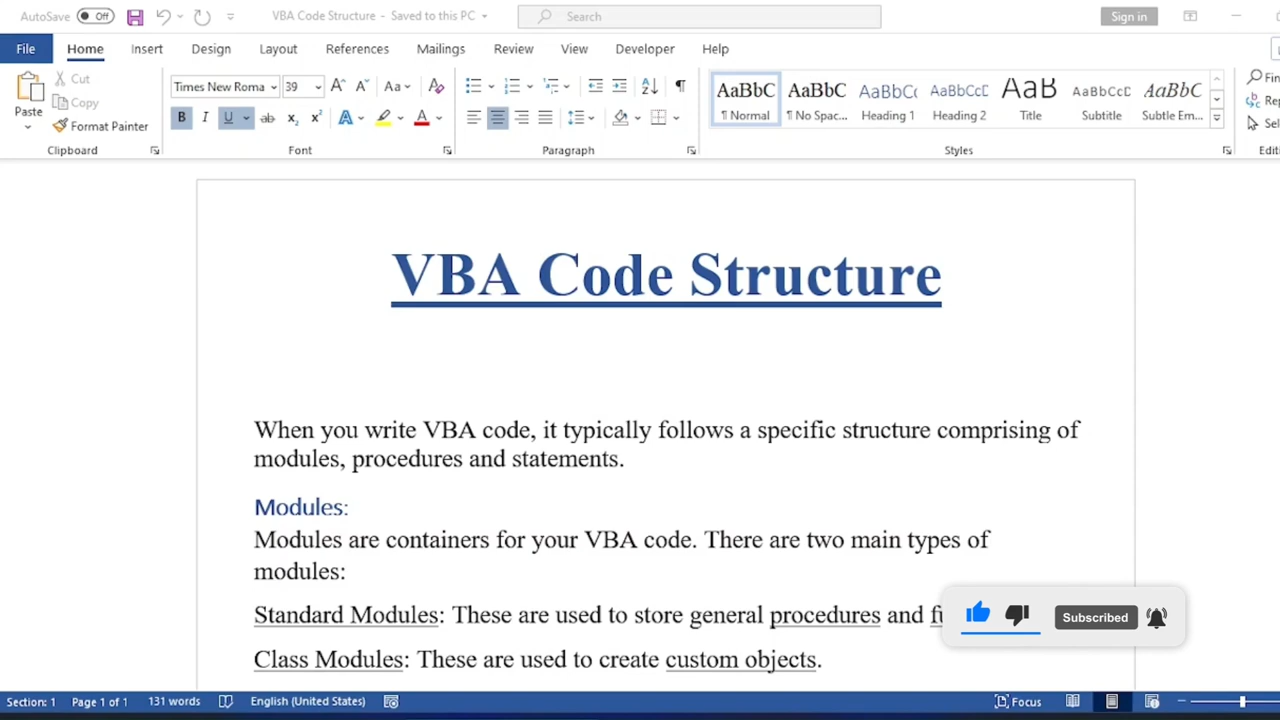 AutoSave Off VBA Code Structure - Saved to this PC Search Sign in
File Home Insert Design Layout References Mailings Review View Developer Help
Paste Cut Copy Format Painter
Times New Roma 39
AaBbC AaBbC AaBbC AaBbCcD AaB AaBbCcD AaBbC
¶ Normal ¶ No Spac... Heading 1 Heading 2 Title Subtitle Subtle Em...
Clipboard Font Paragraph Styles
VBA Code Structure
When you write VBA code, it typically follows a specific structure comprising of
modules, procedures and statements.
Modules:
Modules are containers for your VBA code. There are two main types of
modules:
Standard Modules: These are used to store general procedures and
Class Modules: These are used to create custom objects.
Subscribed
Section: 1 Page 1 of 1 131 words English (United States) Focus